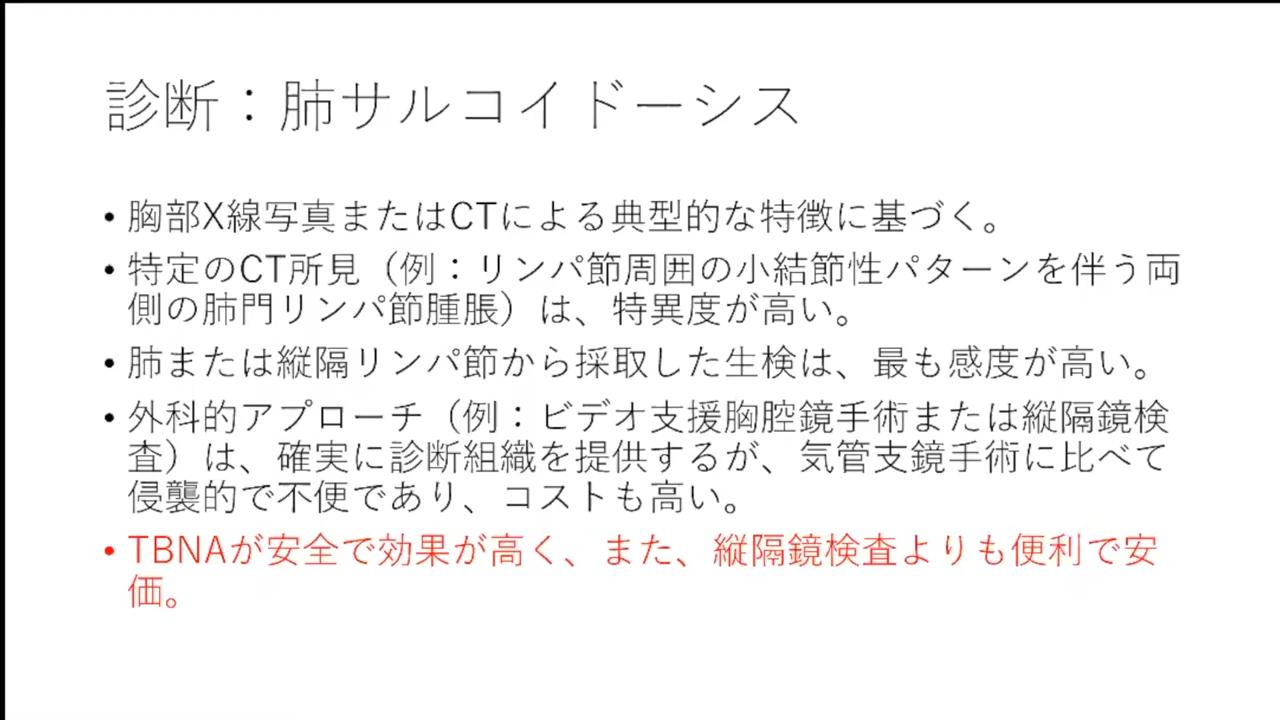 診断：肺サルコイドーシス
• 胸部X線写真またはCTによる典型的な特徴に基づく。
• 特定のCT所見（例：リンパ節周囲の小結節性パターンを伴う両
側の肺門リンパ節腫脹）は、特異度が高い。
• 肺または縦隔リンパ節から採取した生検は、最も感度が高い。
• 外科的アプローチ（例：ビデオ支援胸腔鏡手術または縦隔鏡検
査）は、確実に診断組織を提供するが、気管支鏡手術に比べて
侵襲的で不便であり、コストも高い。
• TBNAが安全で効果が高く、また、縦隔鏡検査よりも便利で安
価。